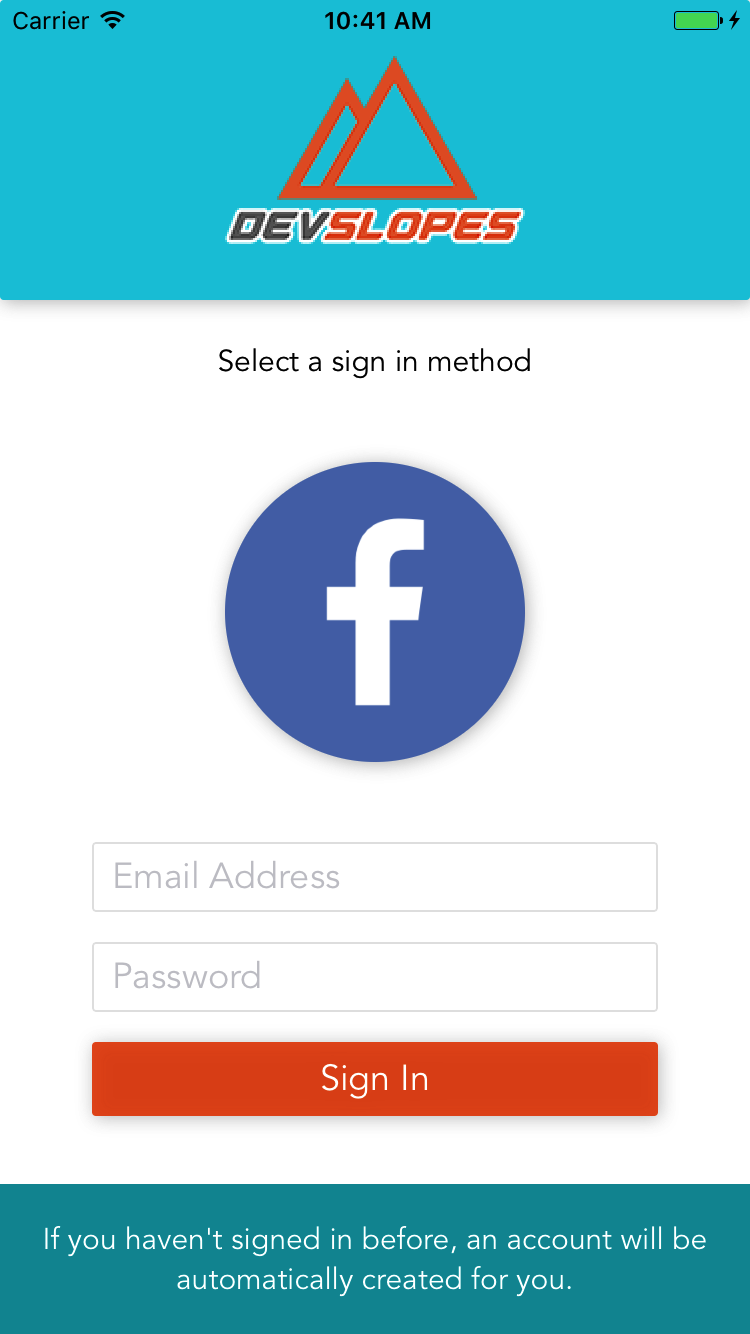 Carrier 10:41 AM
DEVSLOPES
Select a sign in method
f
Email Address
Password
Sign In
If you haven't signed in before, an account will be
automatically created for you.